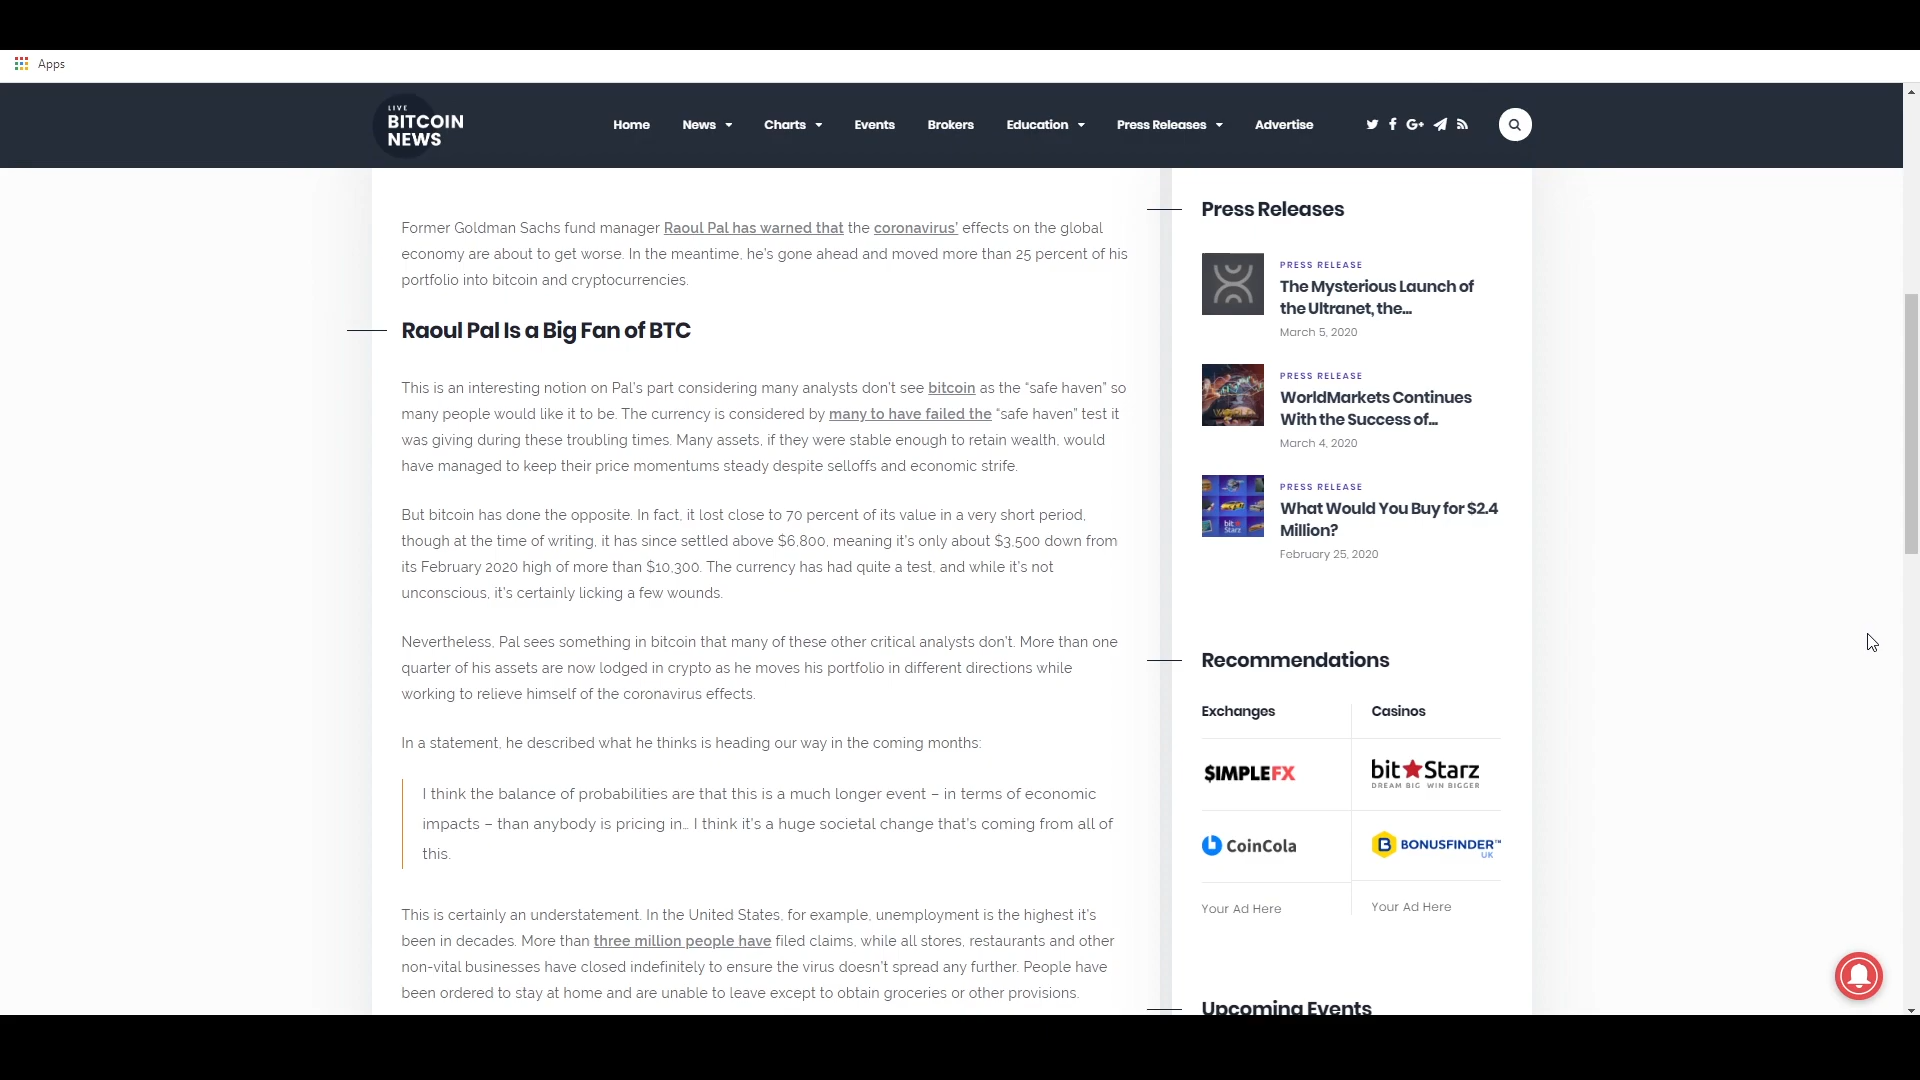 Apps
LIVE
BITCOIN
NEWS
Home News Charts Events Brokers Education Press Releases Advertise
Former Goldman Sachs fund manager Raoul Pal has warned that the coronavirus’ effects on the global
economy are about to get worse. In the meantime, he’s gone ahead and moved more than 25 percent of his
portfolio into bitcoin and cryptocurrencies.
Raoul Pal Is a Big Fan of BTC
This is an interesting notion on Pal’s part considering many analysts don’t see bitcoin as the “safe haven” so
many people would like it to be. The currency is considered by many to have failed the “safe haven” test it
was giving during these troubling times. Many assets, if they were stable enough to retain wealth, would
have managed to keep their price momentums steady despite selloffs and economic strife.
But bitcoin has done the opposite. In fact, it lost close to 70 percent of its value in a very short period,
though at the time of writing, it has since settled above $6,800, meaning it’s only about $3,500 down from
its February 2020 high of more than $10,300. The currency has had quite a test, and while it’s not
unconscious, it’s certainly licking a few wounds.
Nevertheless, Pal sees something in bitcoin that many of these other critical analysts don’t. More than one
quarter of his assets are now lodged in crypto as he moves his portfolio in different directions while
working to relieve himself of the coronavirus effects.
In a statement, he described what he thinks is heading our way in the coming months:
I think the balance of probabilities are that this is a much longer event – in terms of economic
impacts – than anybody is pricing in… I think it’s a huge societal change that’s coming from all of
this.
This is certainly an understatement. In the United States, for example, unemployment is the highest it’s
been in decades. More than three million people have filed claims, while all stores, restaurants and other
non-vital businesses have closed indefinitely to ensure the virus doesn’t spread any further. People have
been ordered to stay at home and are unable to leave except to obtain groceries or other provisions.
Press Releases
PRESS RELEASE
The Mysterious Launch of
the Ultranet, the...
March 5, 2020
PRESS RELEASE
WorldMarkets Continues
With the Success of...
March 4, 2020
PRESS RELEASE
What Would You Buy for $2.4
Million?
February 25, 2020
Recommendations
Exchanges Casinos
$IMPLEFX
bit Starz
DREAM BIG WIN BIGGER
CoinCola
BONUSFINDER™
UK
Your Ad Here
Your Ad Here
Upcoming Events